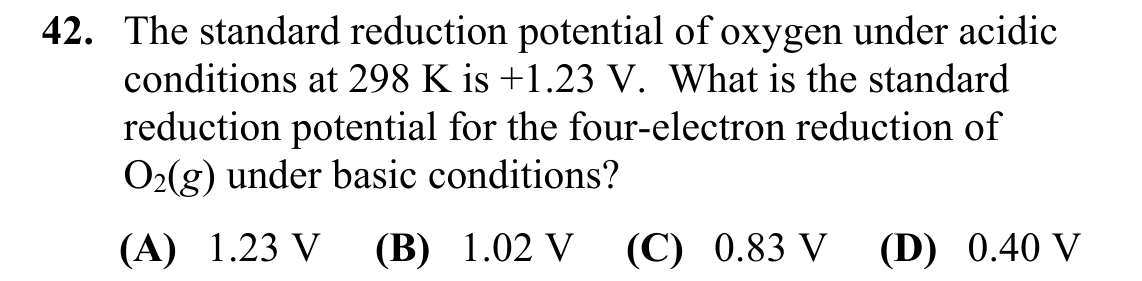 42. The standard reduction potential of oxygen under acidic
conditions at 298 K is +1.23 V. What is the standard
reduction potential for the four-electron reduction of
O₂(g) under basic conditions?
(A) 1.23 V (B) 1.02 V (C) 0.83 V (D) 0.40 V